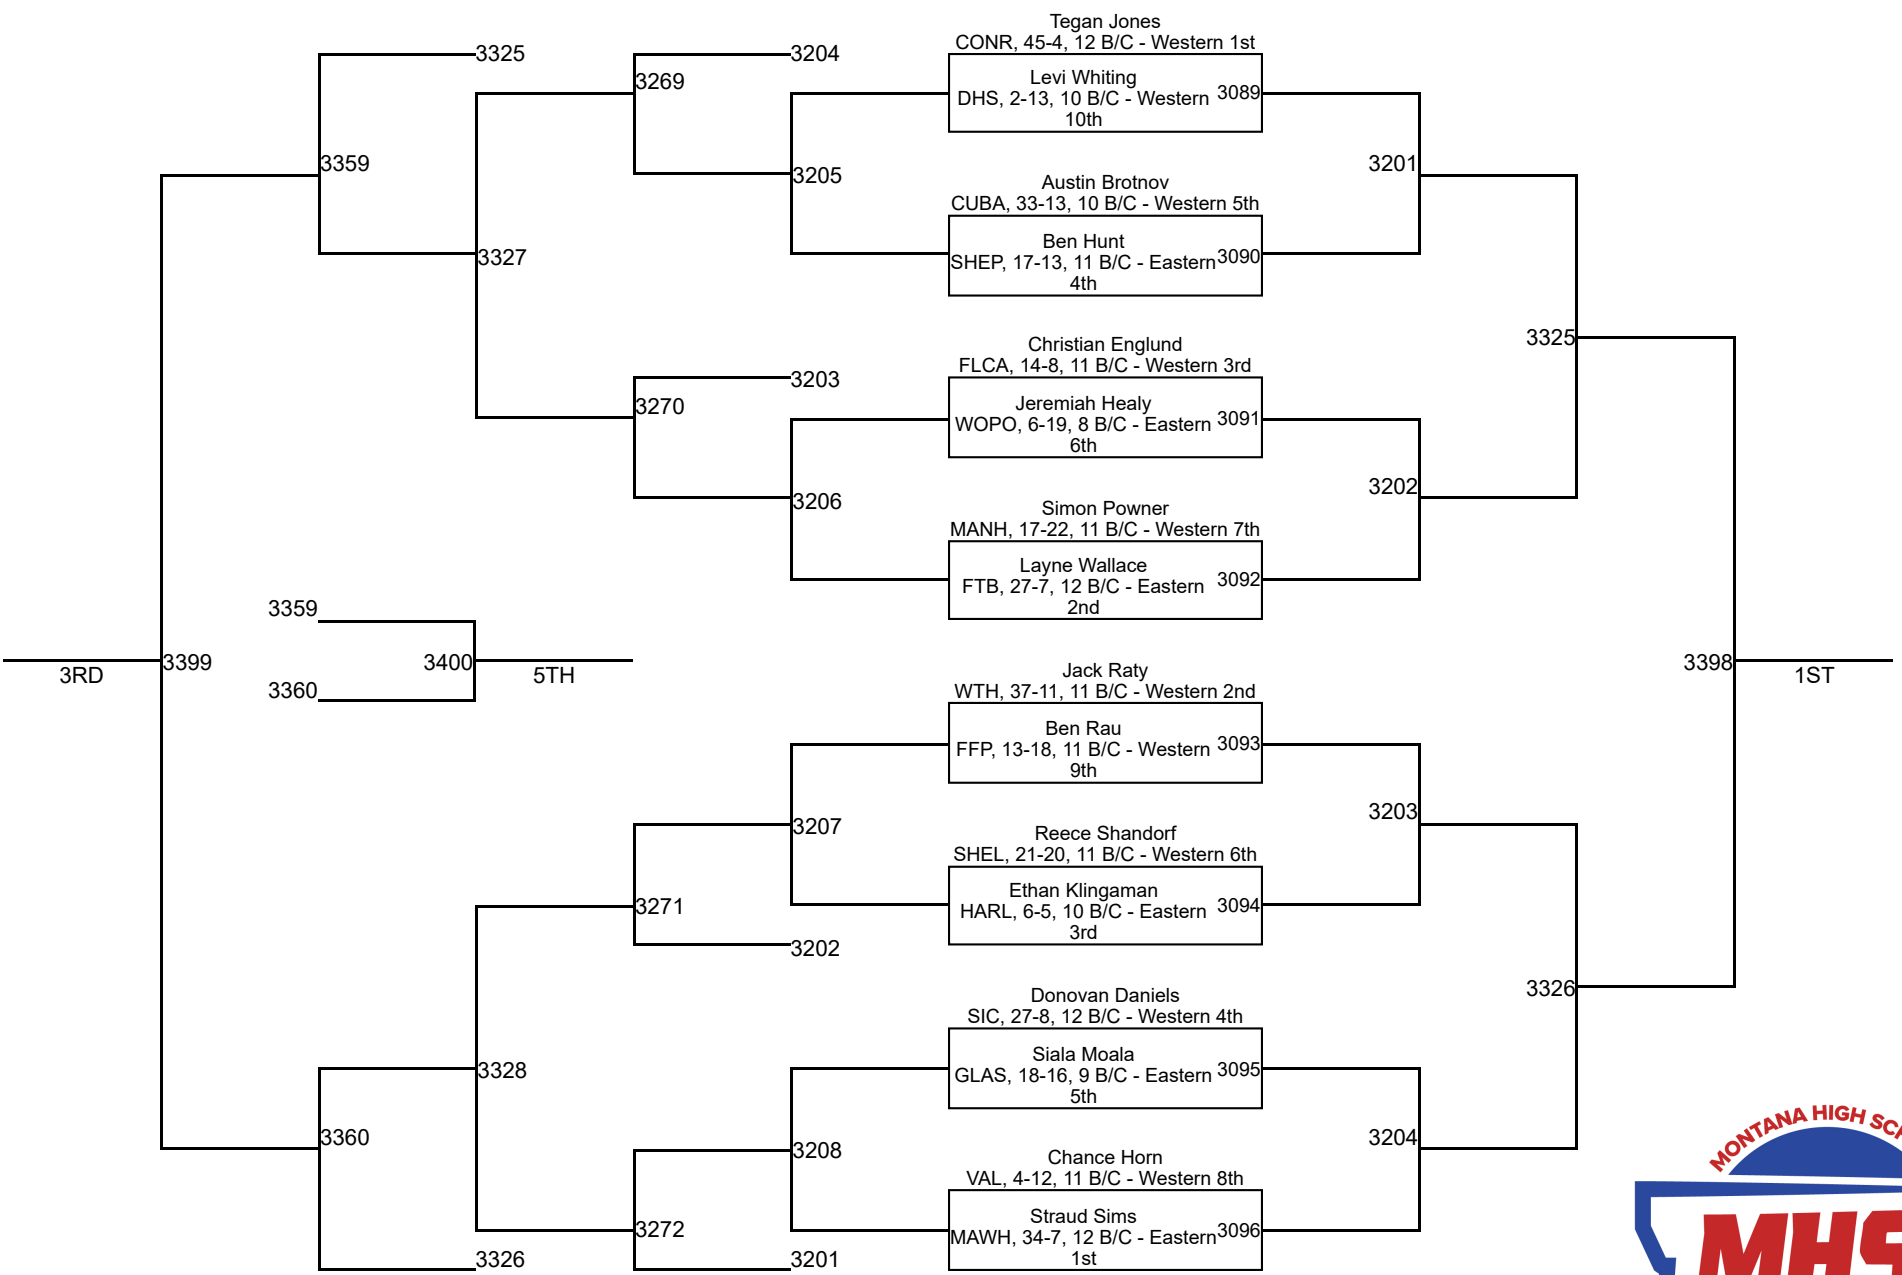 Tegan Jones
CONR, 45-4, 12 B/C - Western 1st
3325
3204
3269
Levi Whiting
DHS, 2-13, 10 B/C - Western
10th
3089
3359
3205
3201
Austin Brotnov
CUBA, 33-13, 10 B/C - Western 5th
Ben Hunt
SHEP, 17-13, 11 B/C - Eastern
4th
3090
3327
3325
Christian Englund
FLCA, 14-8, 11 B/C - Western 3rd
3203
3270
Jeremiah Healy
WOPO, 6-19, 8 B/C - Eastern
6th
3091
3202
3206
Simon Powner
MANH, 17-22, 11 B/C - Western 7th
Layne Wallace
FTB, 27-7, 12 B/C - Eastern
2nd
3092
3359
3RD
3399
3400
5TH
3360
3398
1ST
Jack Raty
WTH, 37-11, 11 B/C - Western 2nd
Ben Rau
FFP, 13-18, 11 B/C - Western
9th
3093
3207
3203
Reece Shandorf
SHEL, 21-20, 11 B/C - Western 6th
Ethan Klingaman
HARL, 6-5, 10 B/C - Eastern
3rd
3094
3271
3202
3326
Donovan Daniels
SIC, 27-8, 12 B/C - Western 4th
Siala Moala
GLAS, 18-16, 9 B/C - Eastern
5th
3095
3328
3360
3208
3204
Chance Horn
VAL, 4-12, 11 B/C - Western 8th
Straud Sims
MAWH, 34-7, 12 B/C - Eastern
1st
3096
3272
3326
3201
MONTANA HIGH